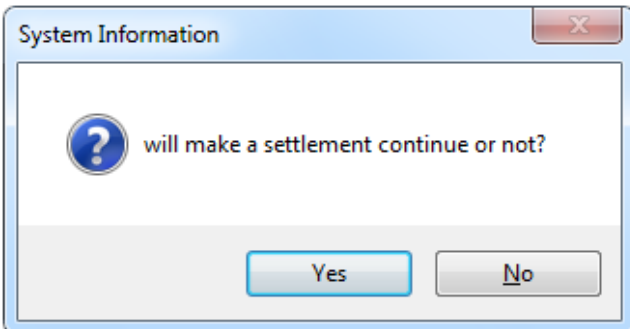 System Information
will make a settlement continue or not?
Yes
No